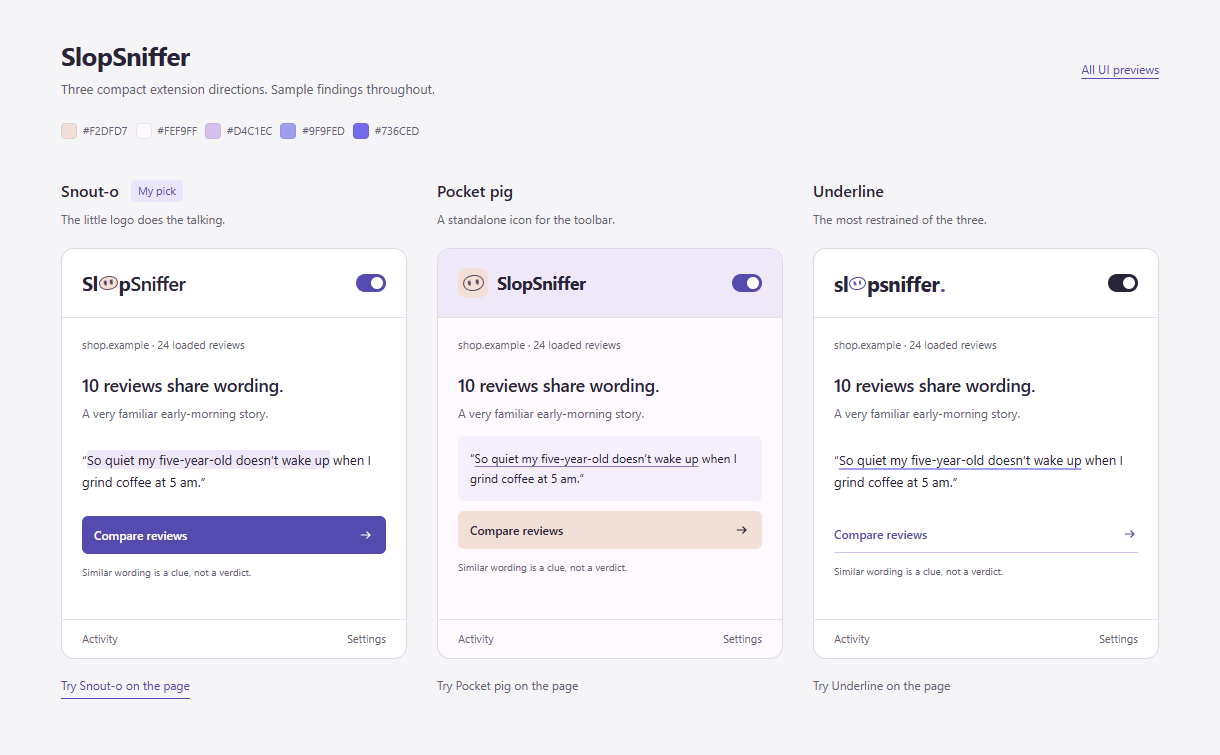 SlopSniffer
Three compact extension directions. Sample findings throughout.
All UI previews
#F2DFD7 #FEF9FF #D4C1EC #9F9FED #736CED
Snout-o My pick
The little logo does the talking.
SlopSniffer
shop.example · 24 loaded reviews
10 reviews share wording.
A very familiar early-morning story.
“So quiet my five-year-old doesn’t wake up when I
grind coffee at 5 am.”
Compare reviews →
Similar wording is a clue, not a verdict.
Activity Settings
Try Snout-o on the page
Pocket pig
A standalone icon for the toolbar.
SlopSniffer
shop.example · 24 loaded reviews
10 reviews share wording.
A very familiar early-morning story.
“So quiet my five-year-old doesn’t wake up when I
grind coffee at 5 am.”
Compare reviews →
Similar wording is a clue, not a verdict.
Activity Settings
Try Pocket pig on the page
Underline
The most restrained of the three.
slopsniffer.
shop.example · 24 loaded reviews
10 reviews share wording.
A very familiar early-morning story.
“So quiet my five-year-old doesn’t wake up when I
grind coffee at 5 am.”
Compare reviews →
Similar wording is a clue, not a verdict.
Activity Settings
Try Underline on the page